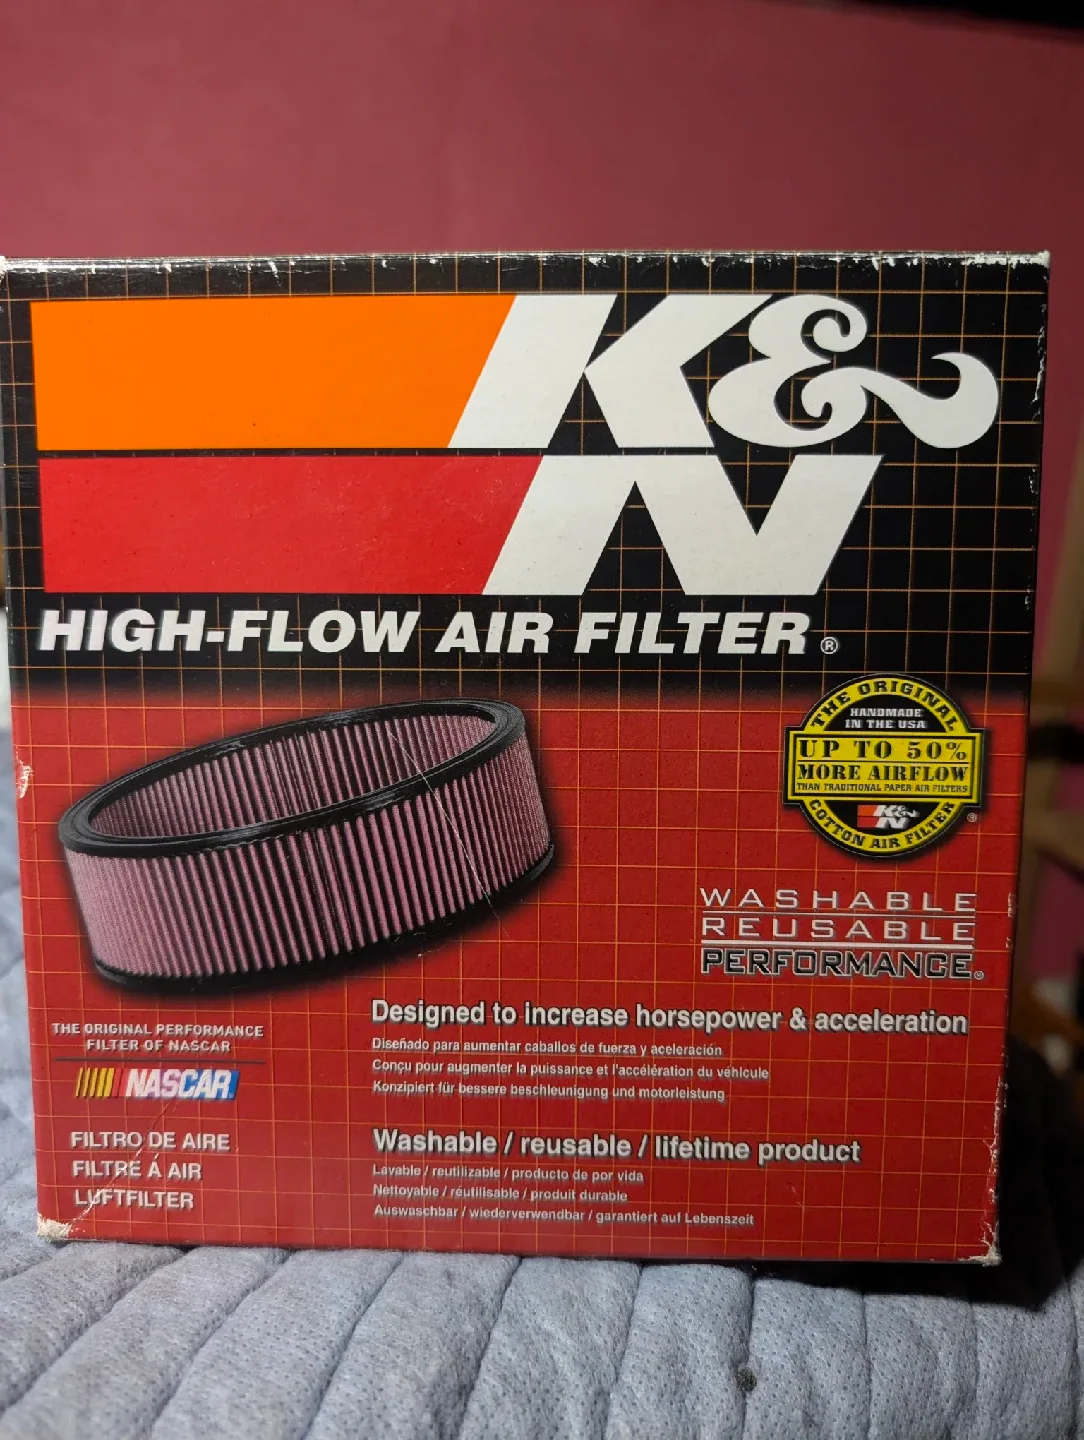 K&N
HIGH-FLOW AIR FILTER®
THE ORIGINAL
HANDMADE
IN THE USA
UP TO 50%
MORE AIRFLOW
THAN TRADITIONAL PAPER AIR FILTERS
K&N
COTTON AIR FILTER
®
WASHABLE
REUSABLE
PERFORMANCE®
THE ORIGINAL PERFORMANCE
FILTER OF NASCAR
NASCAR
FILTRO DE AIRE
FILTRE À AIR
LUFTFILTER
Designed to increase horsepower & acceleration
Diseñado para aumentar caballos de fuerza y aceleración
Conçu pour augmenter la puissance et l'accélération du véhicule
Konzipiert für bessere beschleunigung und motorleistung
Washable / reusable / lifetime product
Lavable / reutilizable / producto de por vida
Nettoyable / réutilisable / produit durable
Auswaschbar / wiederverwendbar / garantiert auf Lebenszeit